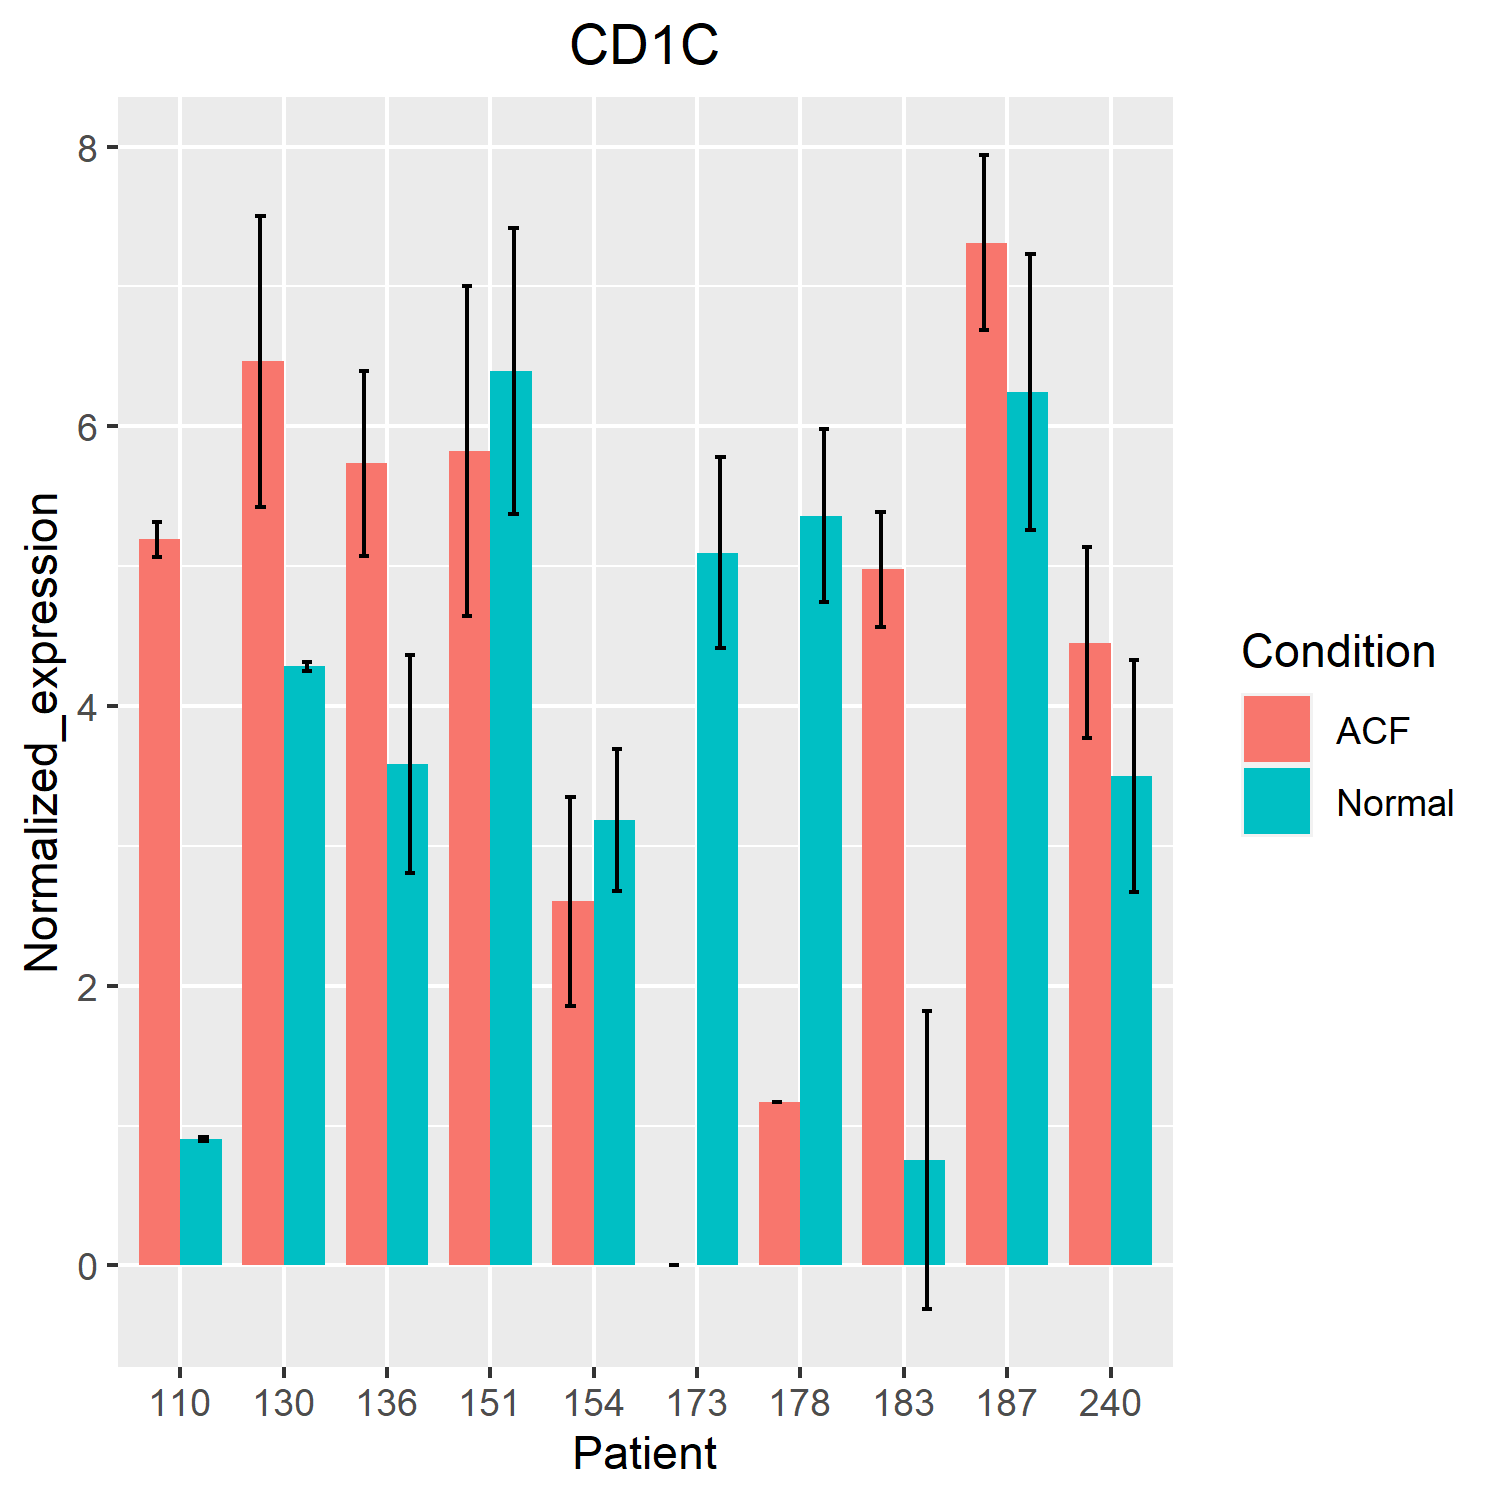 CD1C
8
6
4
2
0
Normalized_expression
110 130 136 151 154 173 178 183 187 240
Patient
Condition
ACF
Normal